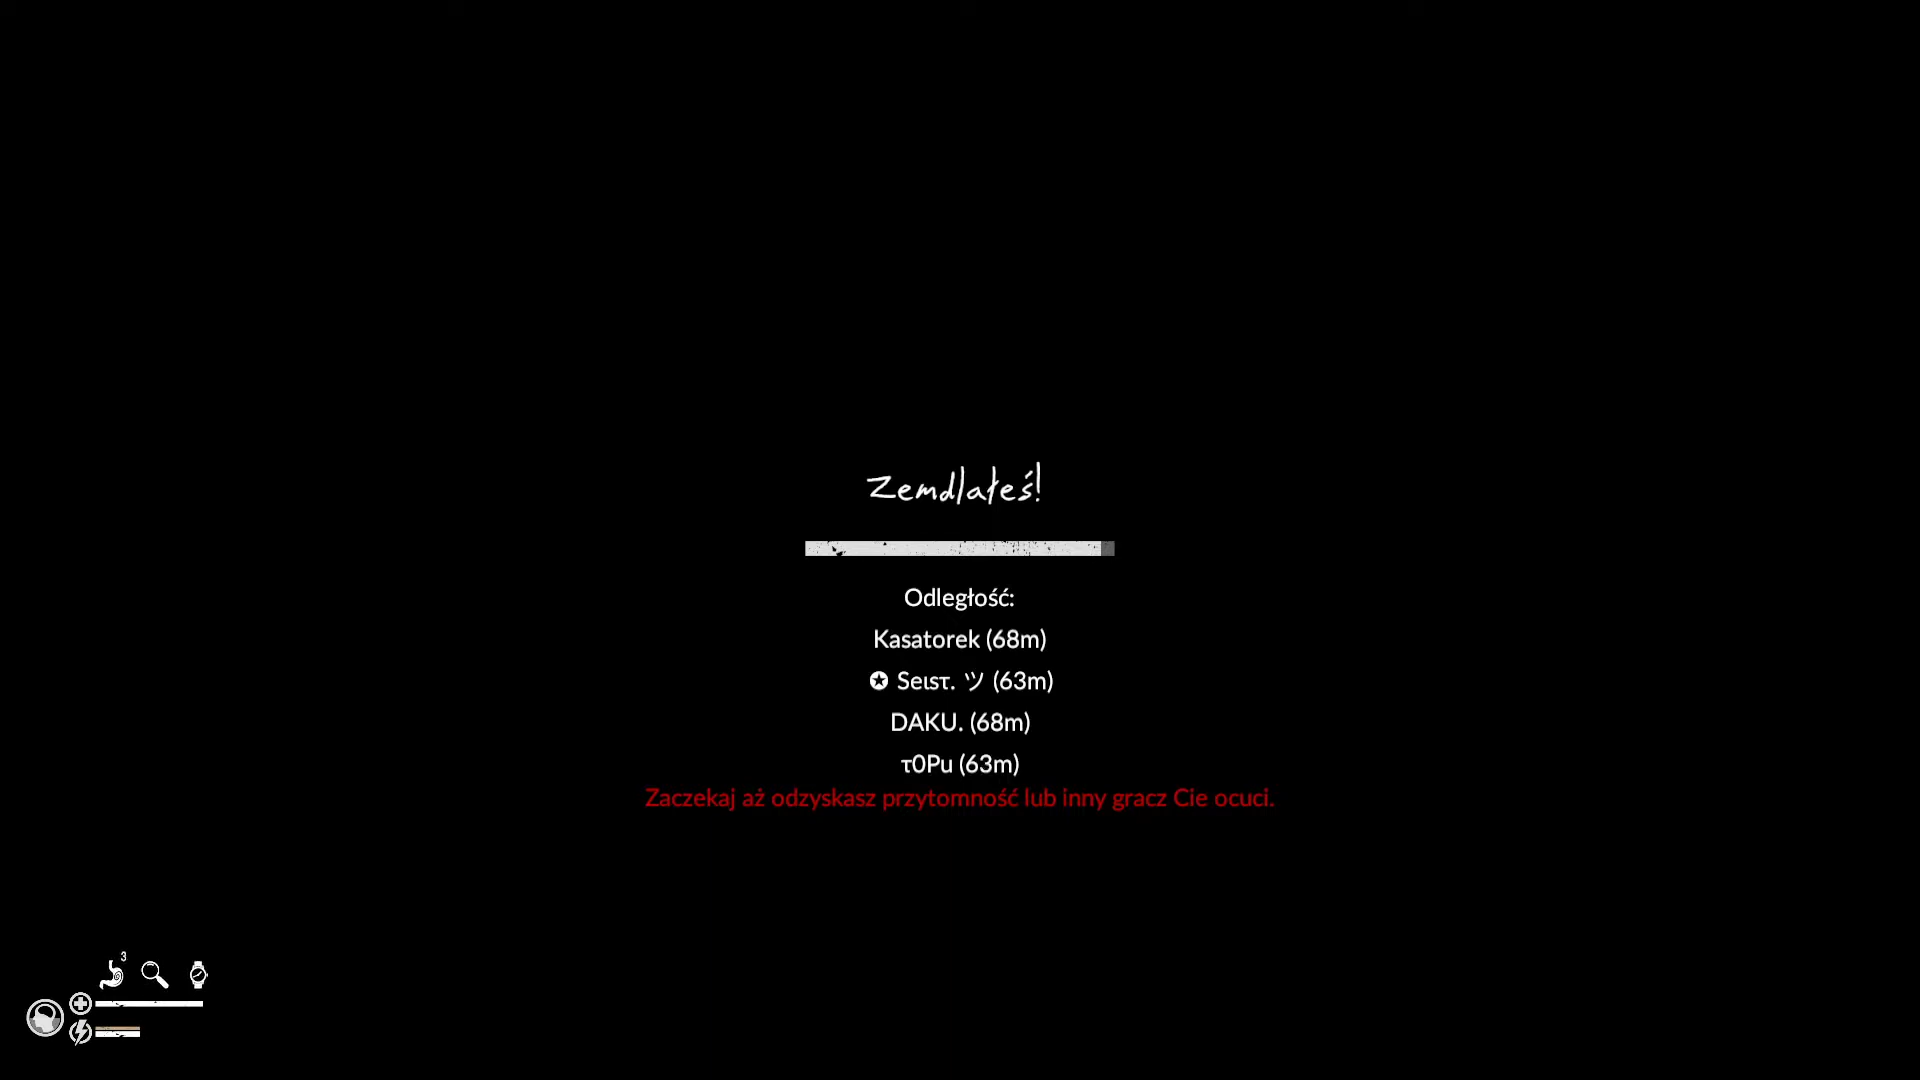 Zemdlałeś!
Odległość:
Kasatorek (68m)
✪ Seιsτ. ツ (63m)
DAKU. (68m)
τ0Pu (63m)
Zaczekaj aż odzyskasz przytomność lub inny gracz Cie ocuci.
3